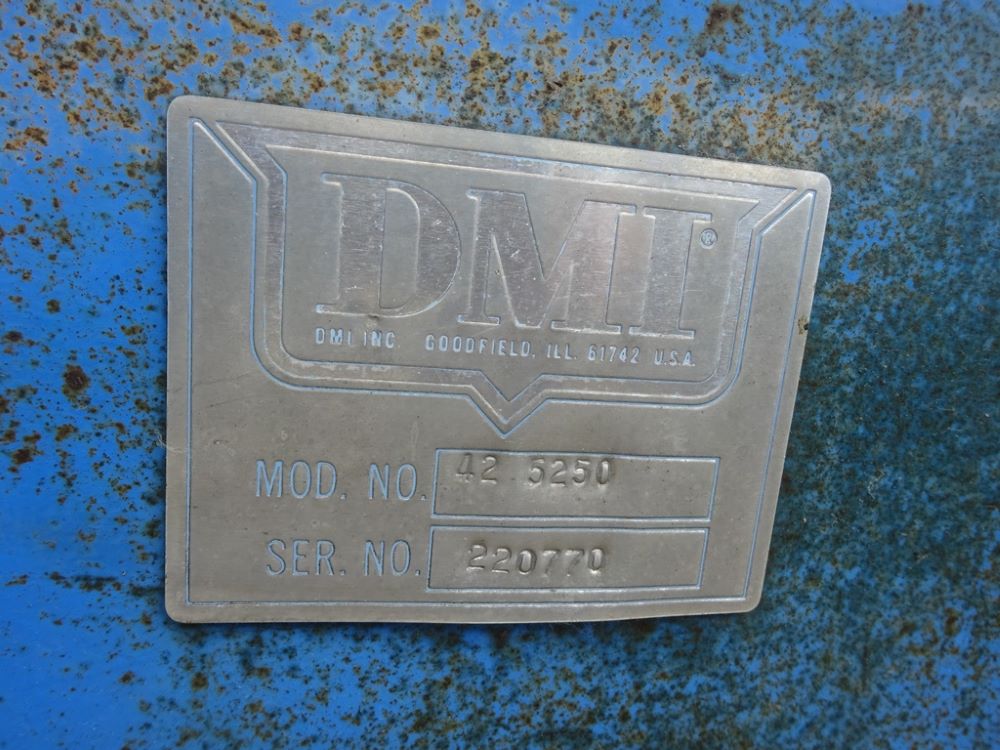 DMI®
DMI INC. GOODFIELD, ILL. 61742 U.S.A.
MOD. NO. 42 5250
SER. NO. 220770